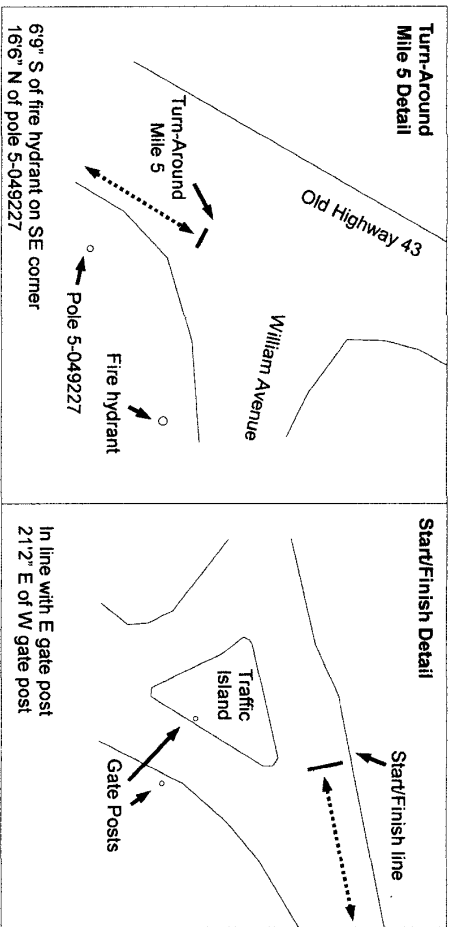 Turn-Around
Mile 5 Detail
Old Highway 43
Turn-Around
Mile 5
William Avenue
Fire hydrant
Pole 5-049227
6'9" S of fire hydrant on SE corner
16'6" N of pole 5-049227
Start/Finish Detail
Start/Finish line
Traffic
Island
Gate Posts
In line with E gate post
21'2" E of W gate post